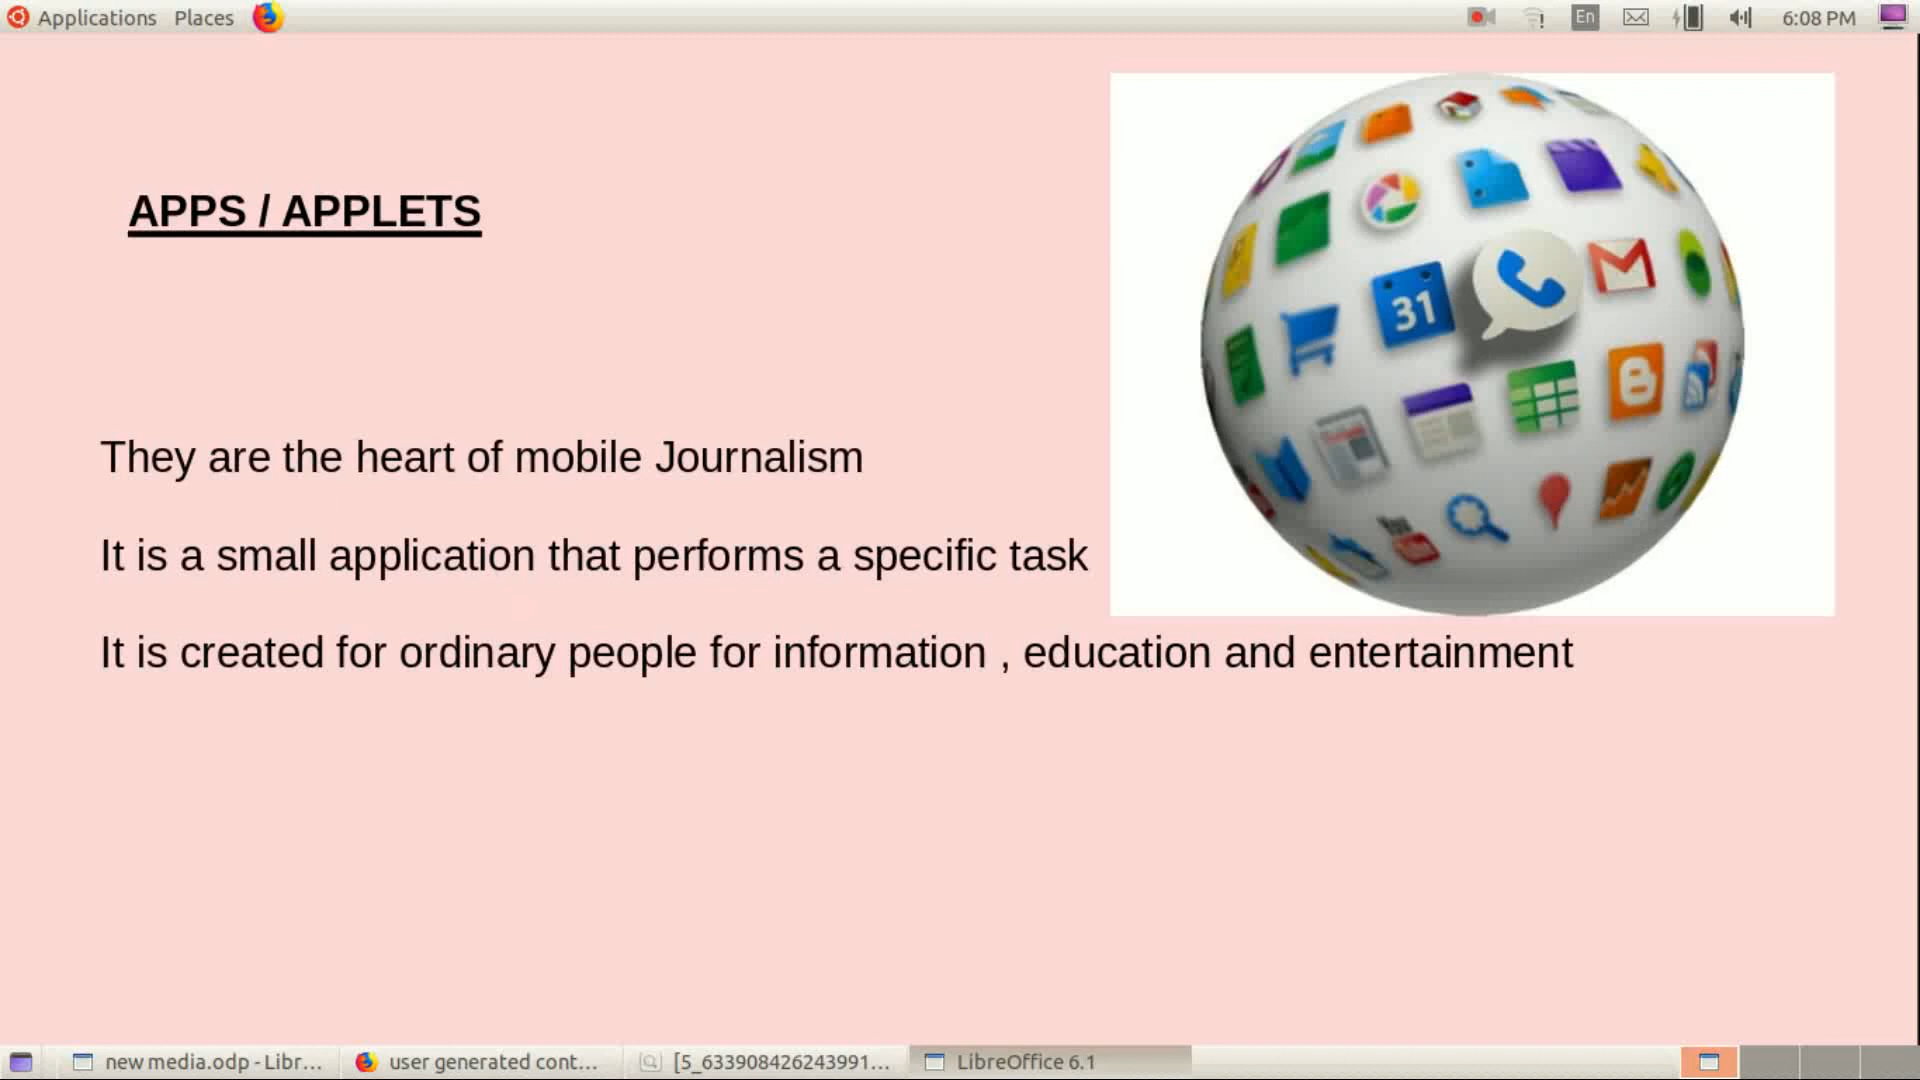 Applications Places
En
6:08 PM
APPS / APPLETS
31
They are the heart of mobile Journalism
It is a small application that performs a specific task
It is created for ordinary people for information , education and entertainment
new media.odp - Libr...
user generated cont...
[5_633908426243991...
LibreOffice 6.1